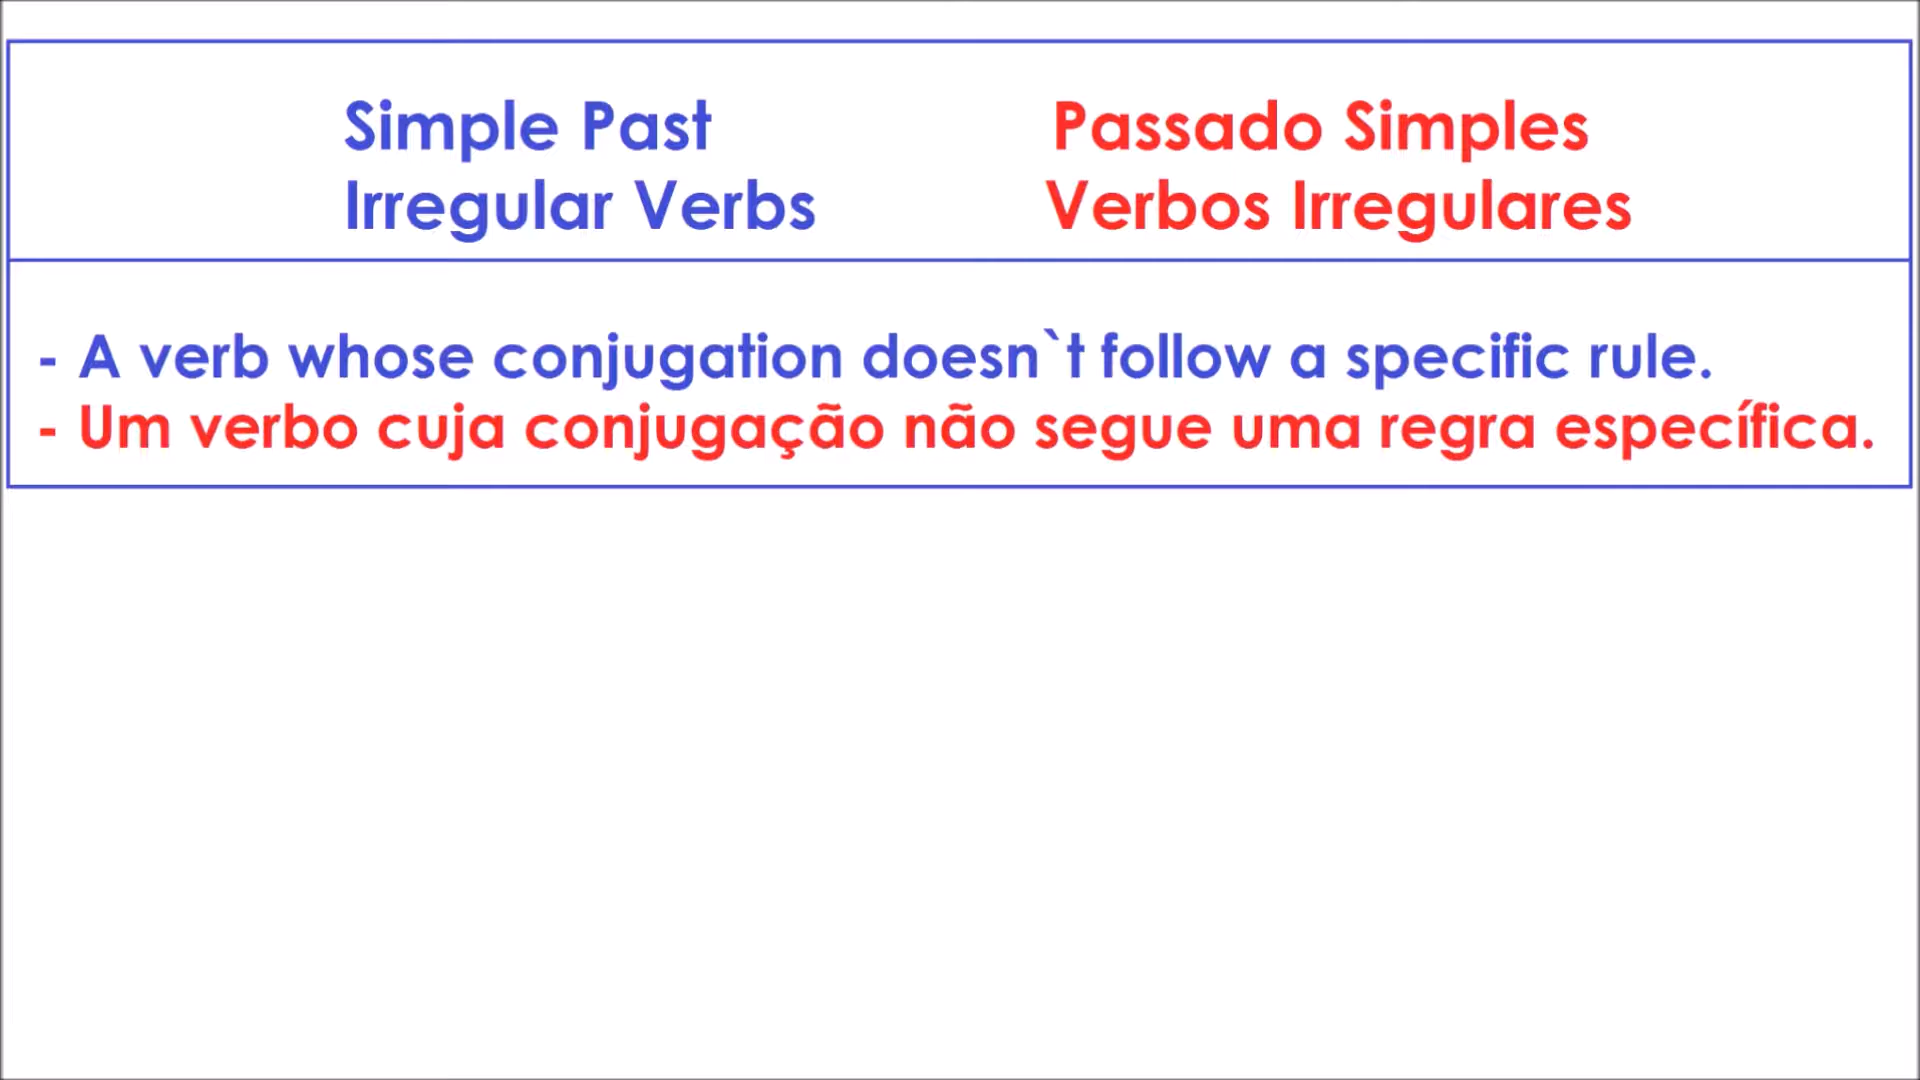 Simple Past Passado Simples
Irregular Verbs Verbos Irregulares
- A verb whose conjugation doesn`t follow a specific rule.
- Um verbo cuja conjugação não segue uma regra específica.